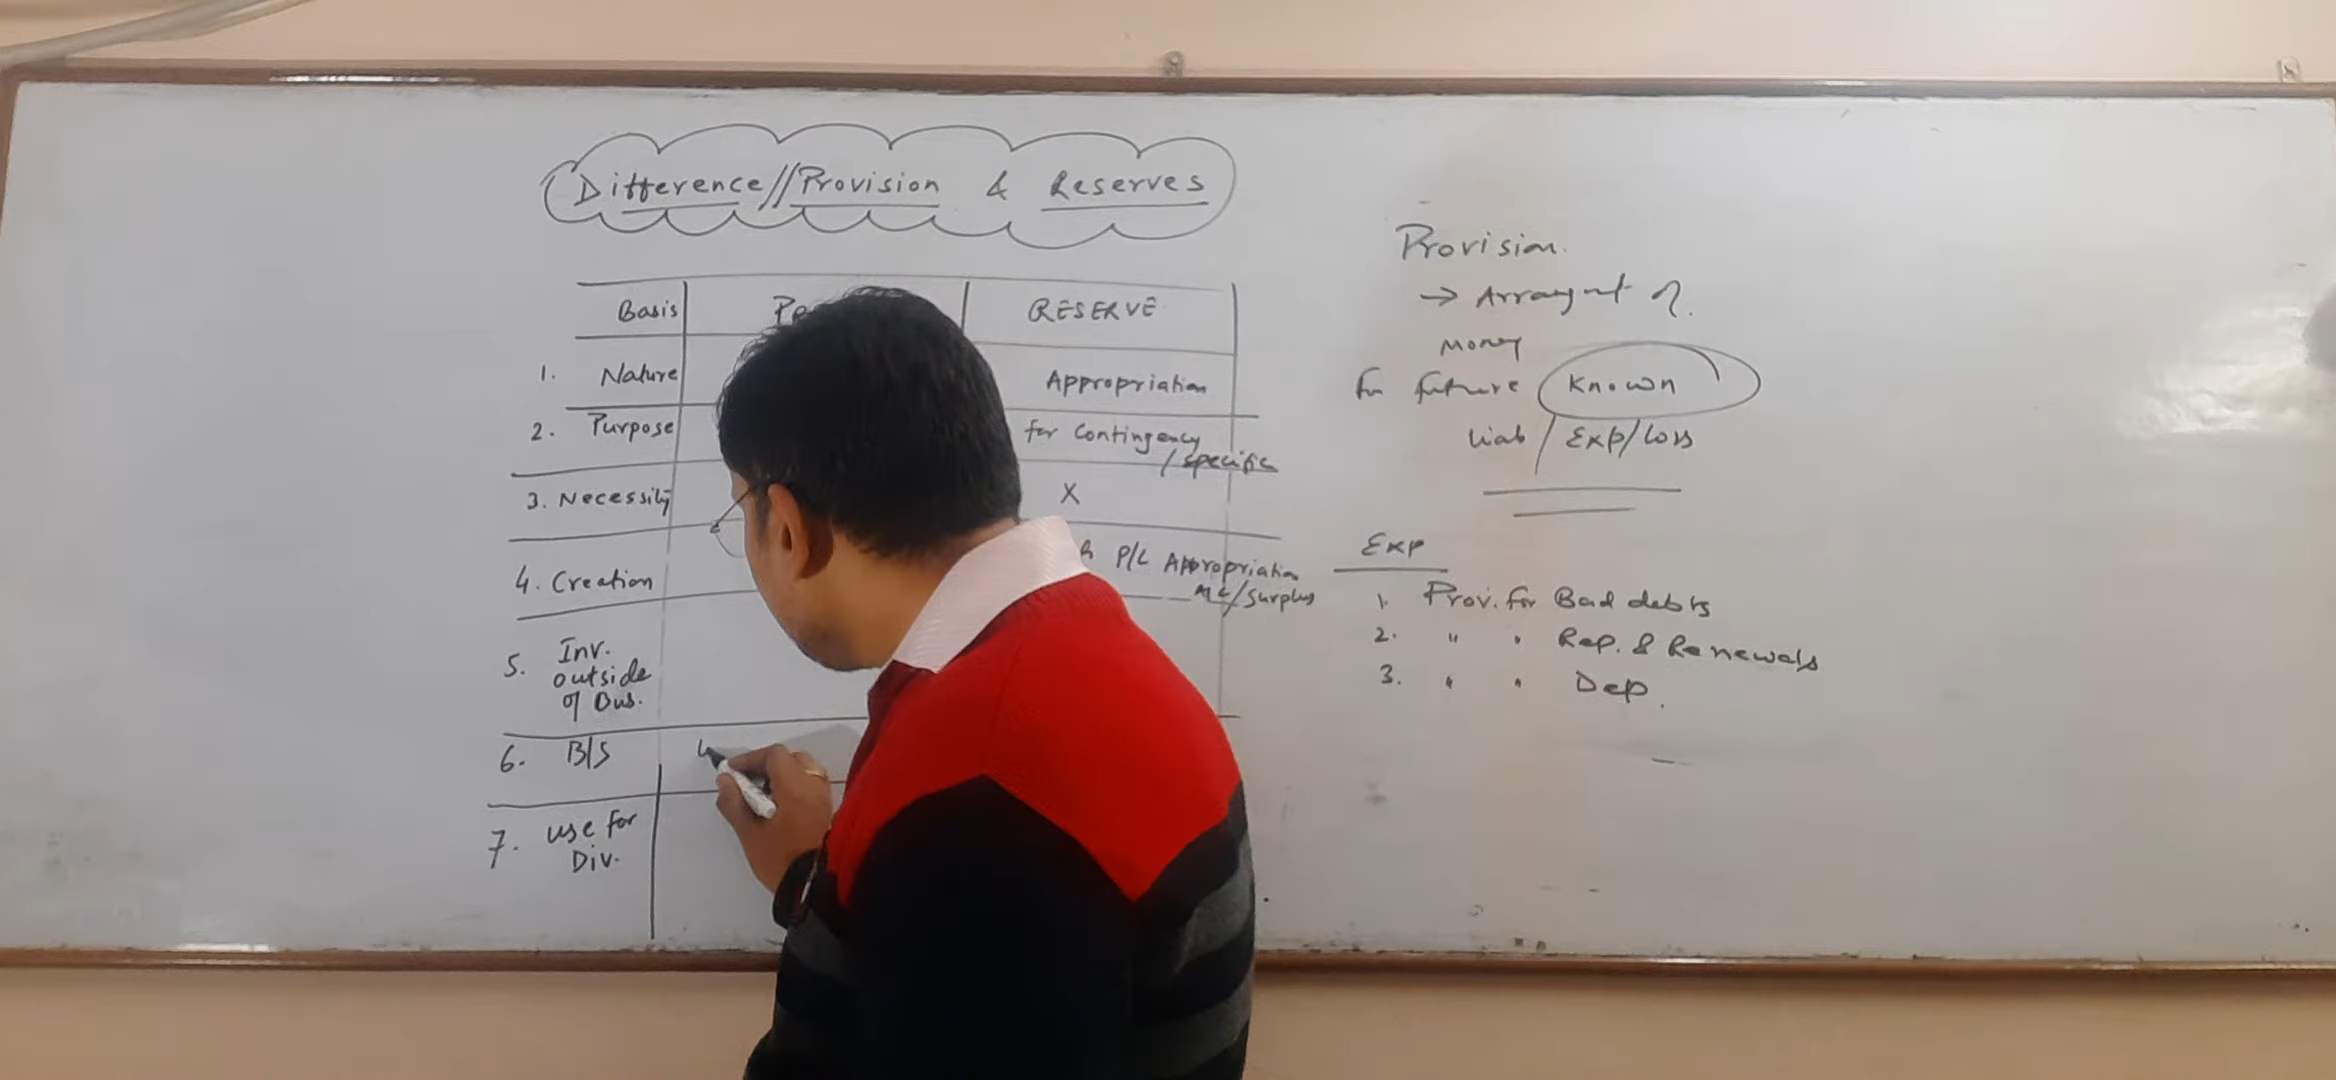 Difference // Provision & Reserves
Basis
RESERVE
1. Nature
Appropriation
2. Purpose
for Contingency
/ specific
3. Necessity
X
4. Creation
P/L Appropriation
A/c/Surplus
5. Inv.
outside
of Bus.
6. B/S
7. use for
Div.
Provision.
→ Arrangmt of
Money
for future Known
Liab / Exp/Loss
Exp
1. Prov. for Bad debts
2. " " Rep. & Renewals
3. " " Dep.